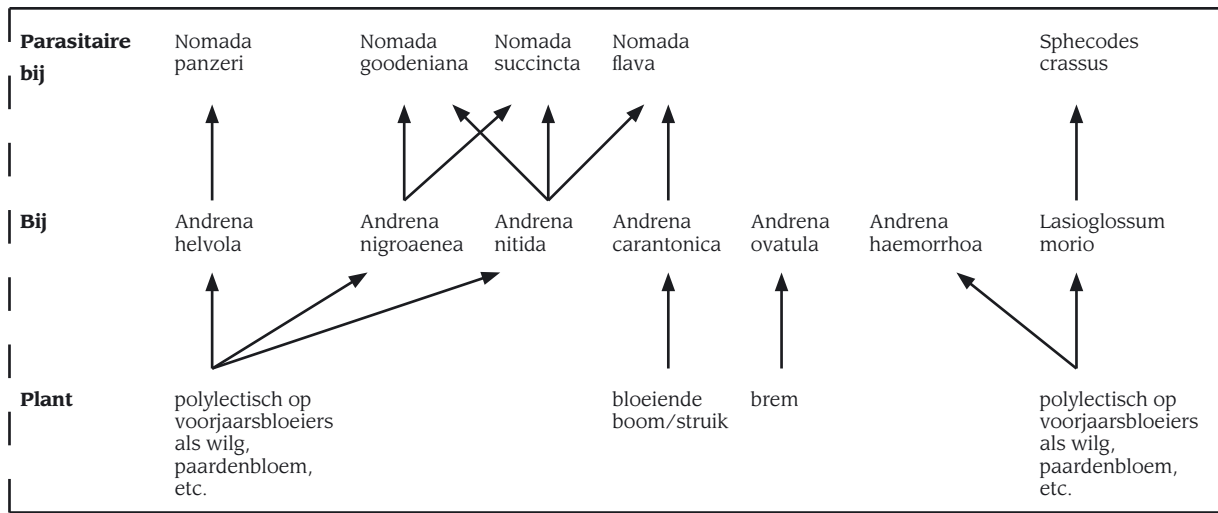 Parasitaire bij
Nomada panzeri
Nomada goodeniana
Nomada succincta
Nomada flava
Sphecodes crassus
Bij
Andrena helvola
Andrena nigroaenea
Andrena nitida
Andrena carantonica
Andrena ovatula
Andrena haemorrhoa
Lasioglossum morio
Plant
polylectisch op
voorjaarsbloeiers
als wilg,
paardenbloem,
etc.
bloeiende
boom/struik
brem
polylectisch op
voorjaarsbloeiers
als wilg,
paardenbloem,
etc.